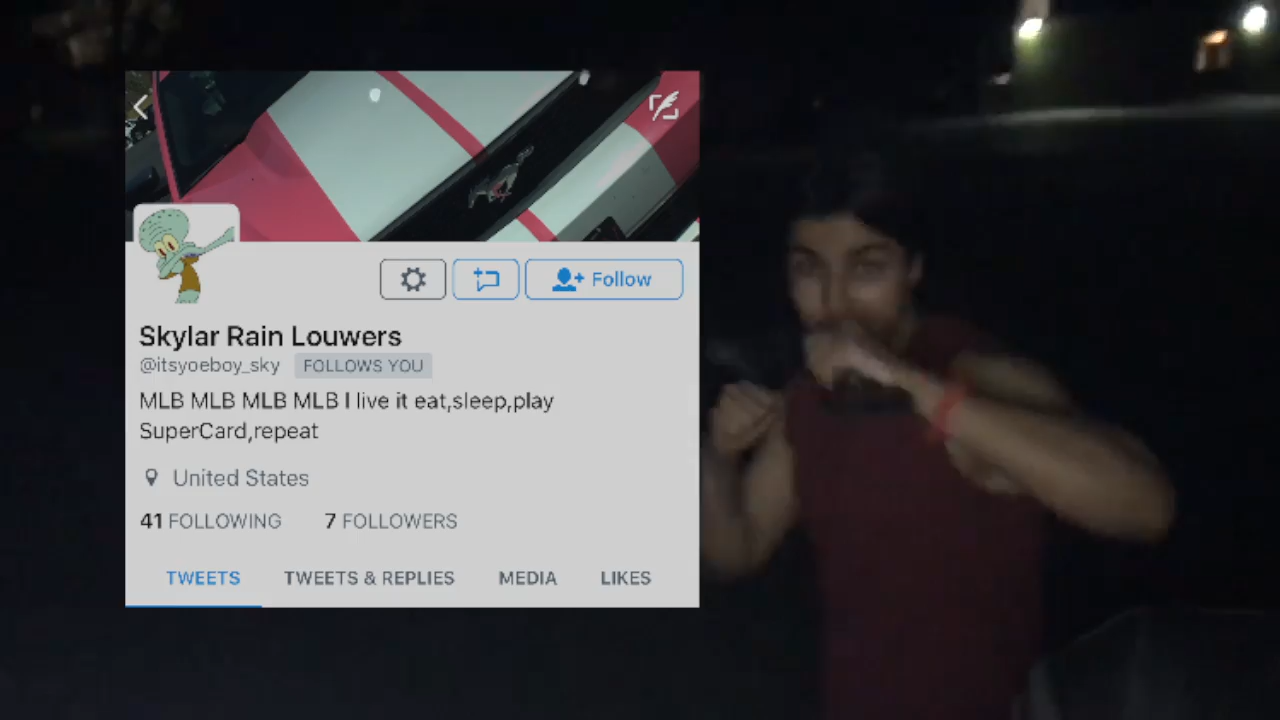 Follow
Skylar Rain Louwers
@itsyoeboy_sky FOLLOWS YOU
MLB MLB MLB MLB I live it eat,sleep,play
SuperCard,repeat
United States
41 FOLLOWING 7 FOLLOWERS
TWEETS TWEETS & REPLIES MEDIA LIKES